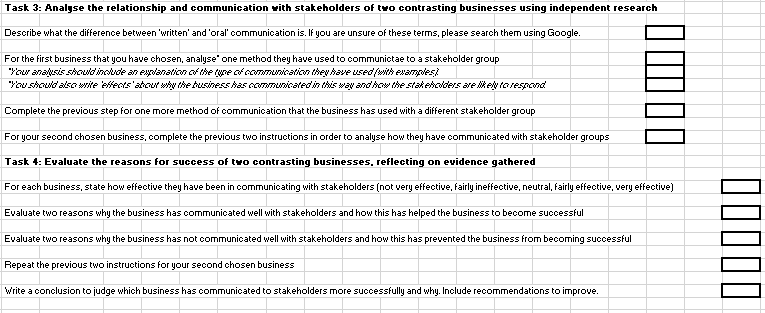 Task 3: Analyse the relationship and communication with stakeholders of two contrasting businesses using independent research
Describe what the difference between 'written' and 'oral' communication is. If you are unsure of these terms, please search them using Google.
For the first business that you have chosen, analyse* one method they have used to communictae to a stakeholder group
*Your analysis should include an explanation of the type of communication they have used (with examples).
*You should also write 'effects' about why the business has communicated in this way and how the stakeholders are likely to respond.
Complete the previous step for one more method of communication that the business has used with a different stakeholder group
For your second chosen business, complete the previous two instructions in order to analyse how they have communicated with stakeholder groups
Task 4: Evaluate the reasons for success of two contrasting businesses, reflecting on evidence gathered
For each business, state how effective they have been in communicating with stakeholders (not very effective, fairly ineffective, neutral, fairly effective, very effective)
Evaluate two reasons why the business has communicated well with stakeholders and how this has helped the business to become successful
Evaluate two reasons why the business has not communicated well with stakeholders and how this has prevented the business from becoming successful
Repeat the previous two instructions for your second chosen business
Write a conclusion to judge which business has communicated to stakeholders more successfully and why. Include recommendations to improve.